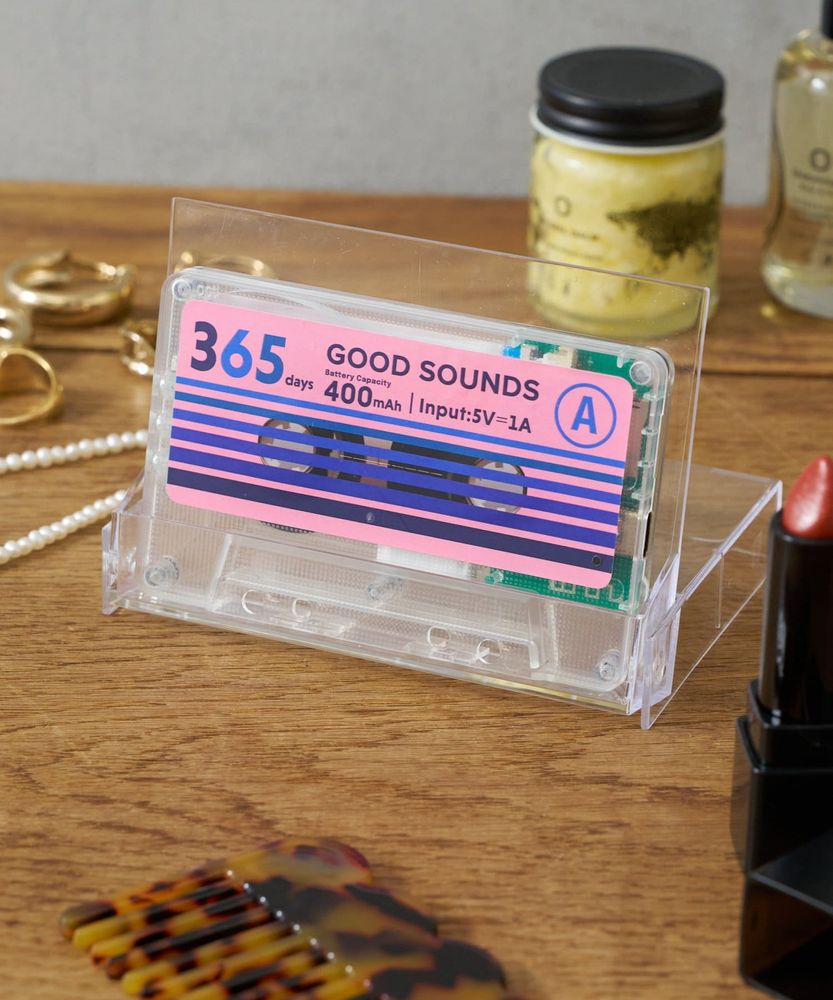 365 days
GOOD SOUNDS
Battery Capacity
400mAh | Input:5V=1A
A